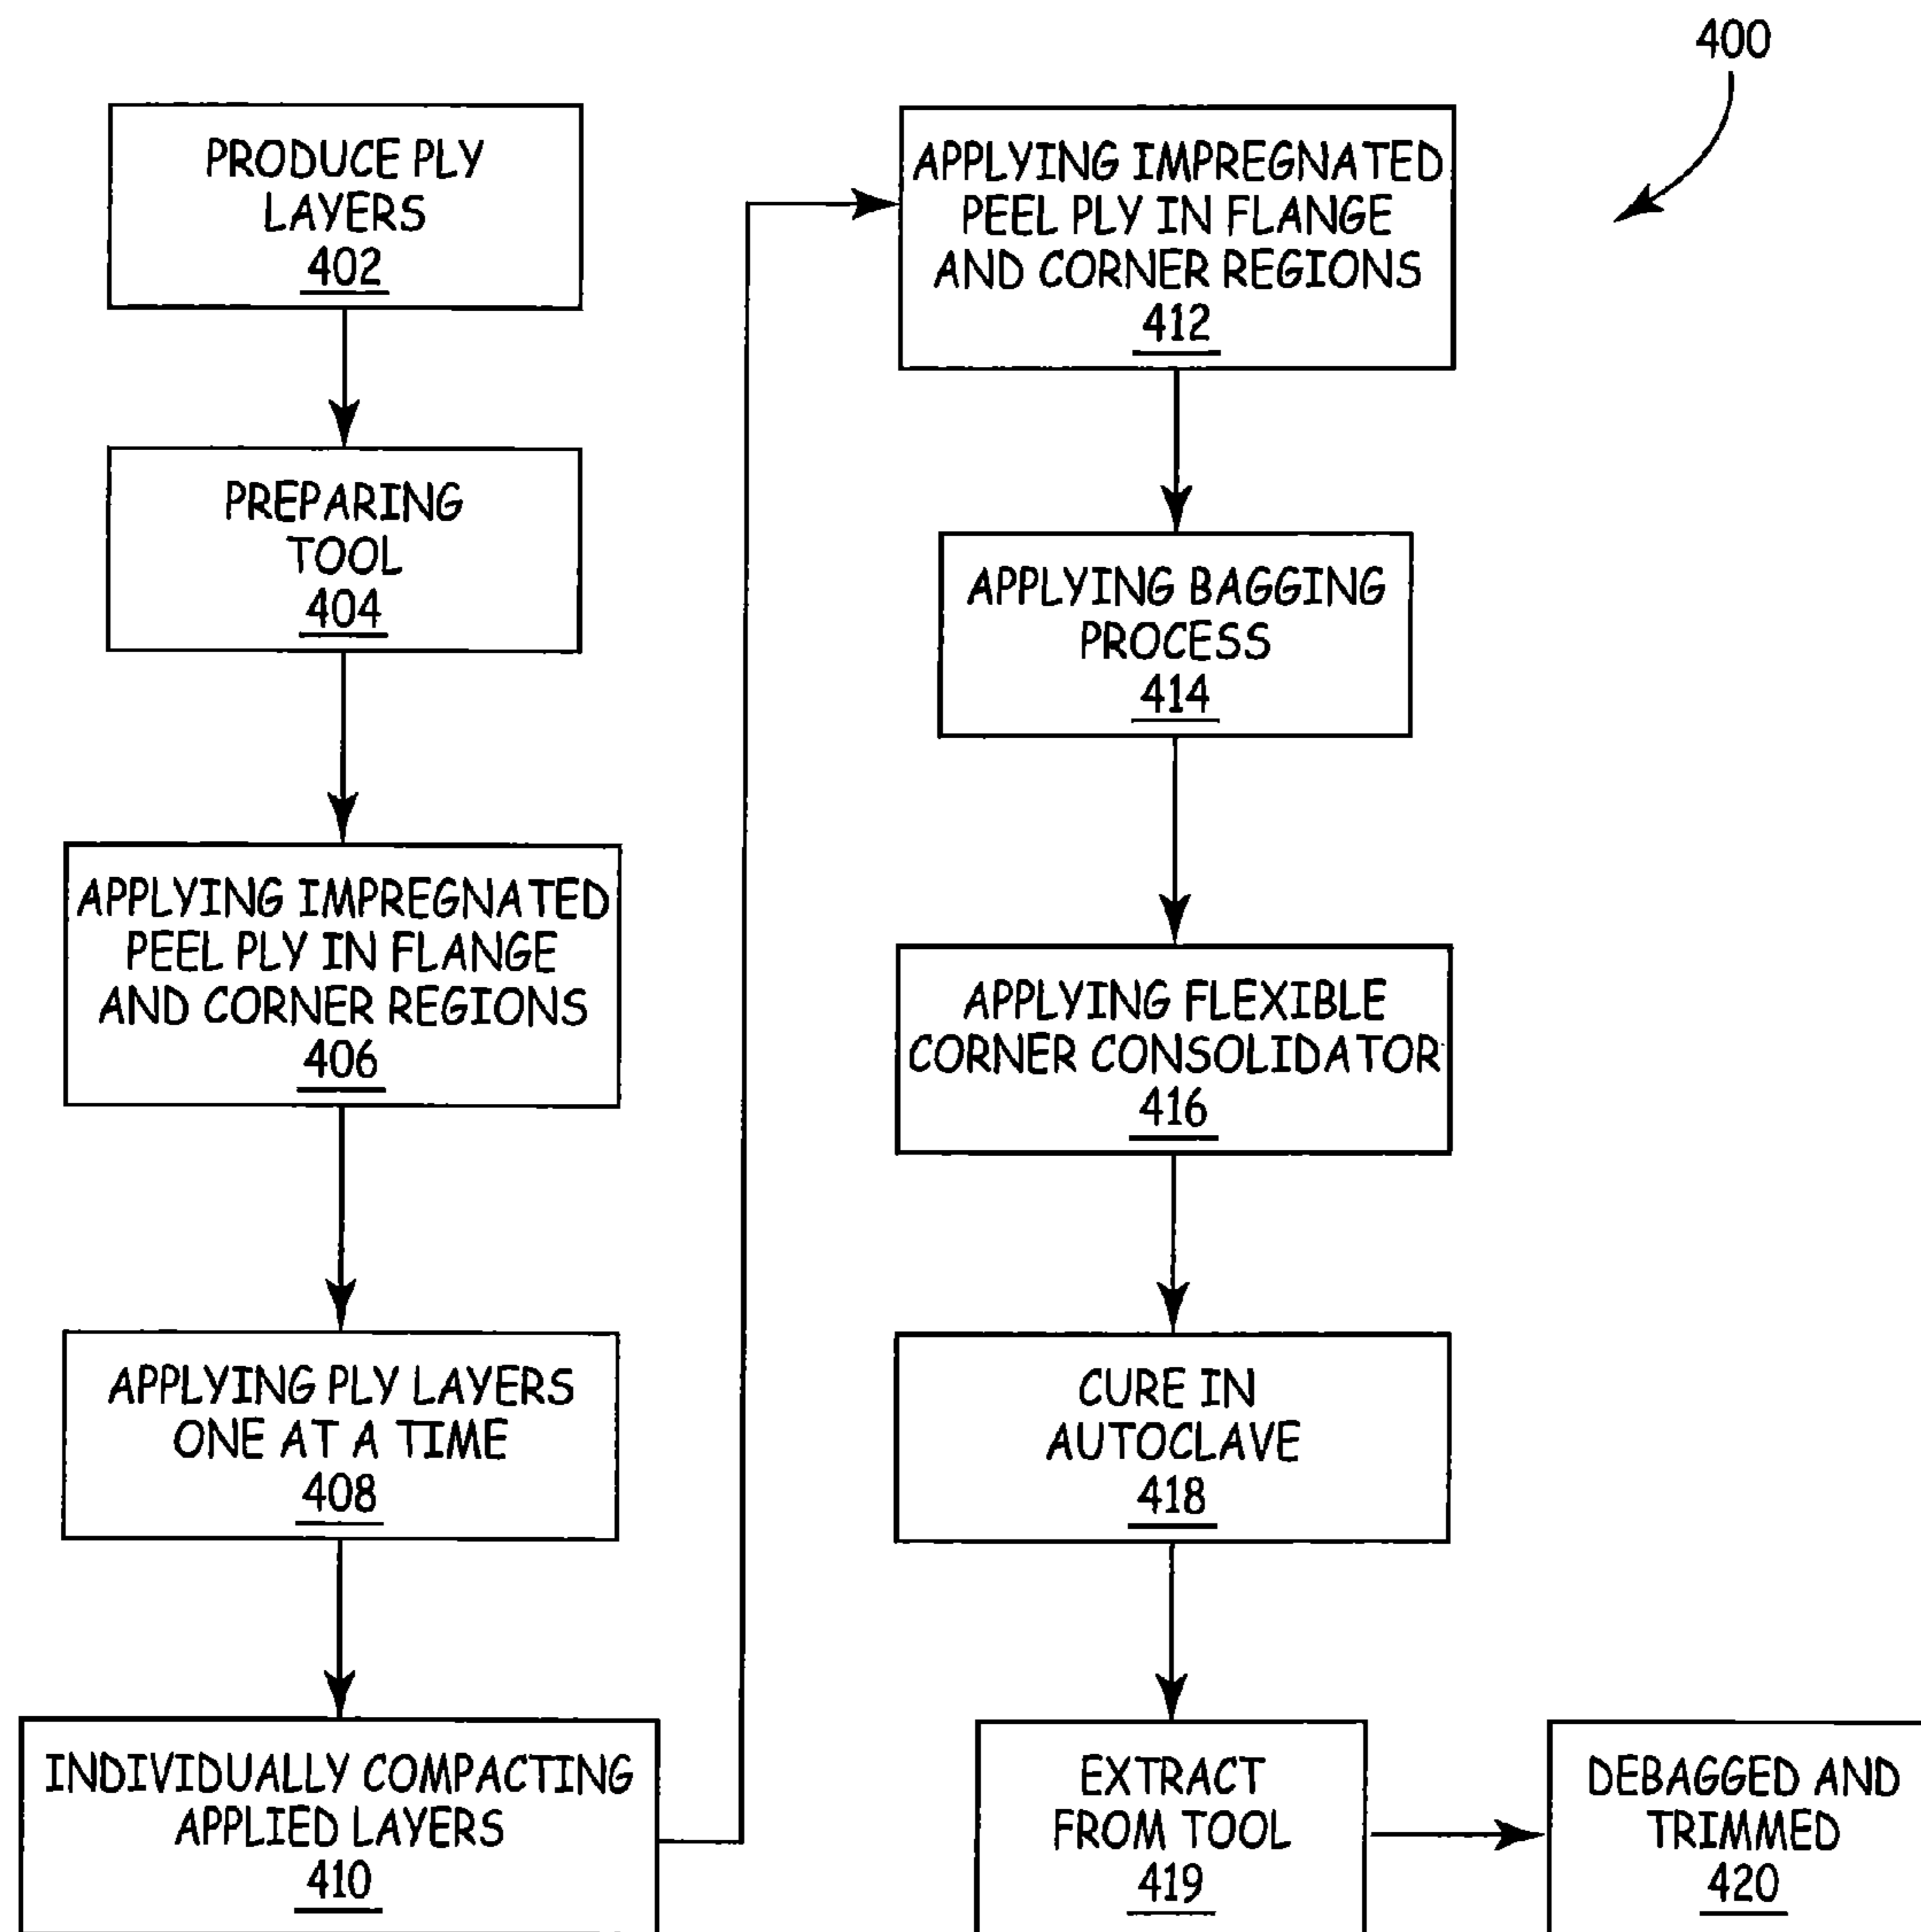 400
PRODUCE PLY
LAYERS
402
PREPARING
TOOL
404
APPLYING IMPREGNATED
PEEL PLY IN FLANGE
AND CORNER REGIONS
406
APPLYING PLY LAYERS
ONE AT A TIME
408
INDIVIDUALLY COMPACTING
APPLIED LAYERS
410
APPLYING IMPREGNATED
PEEL PLY IN FLANGE
AND CORNER REGIONS
412
APPLYING BAGGING
PROCESS
414
APPLYING FLEXIBLE
CORNER CONSOLIDATOR
416
CURE IN
AUTOCLAVE
418
EXTRACT
FROM TOOL
419
DEBAGGED AND
TRIMMED
420